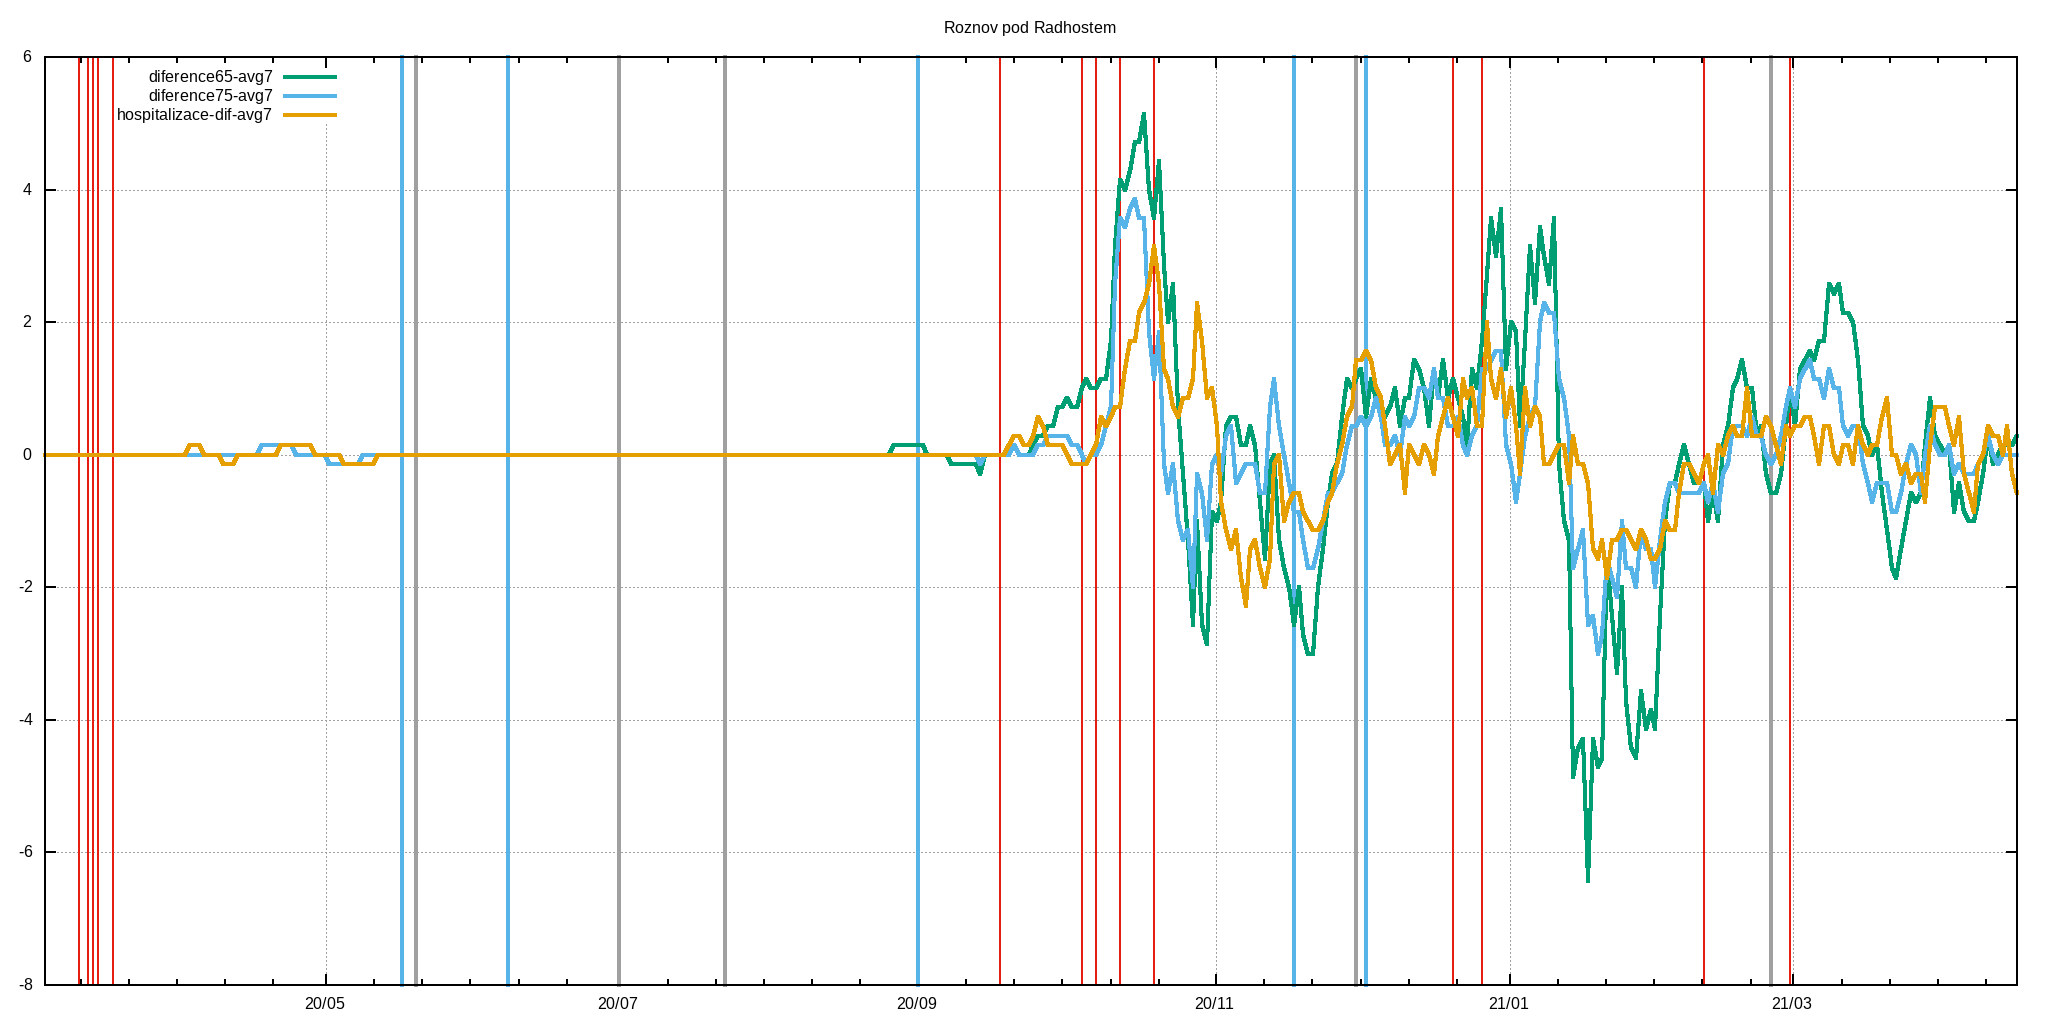 Roznov pod Radhostem
6
diference65-avg7
diference75-avg7
hospitalizace-dif-avg7
4
2
0
-2
-4
-6
-8
20/05 20/07 20/09 20/11 21/01 21/03